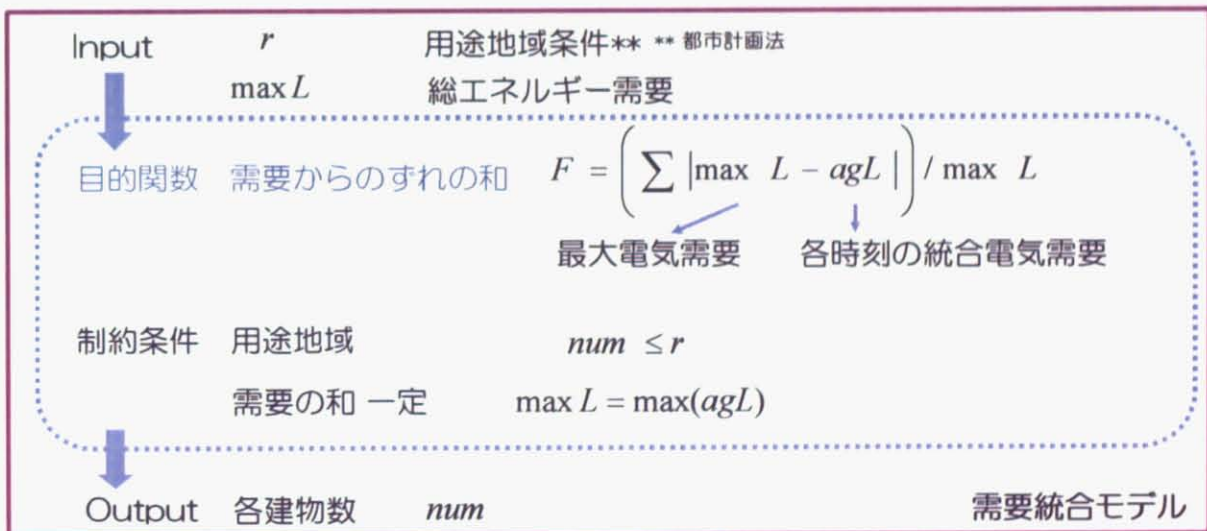 Input r 用途地域条件** ** 都市計画法
max L 総エネルギー需要
目的関数 需要からのずれの和 F = ( ∑ |max L − agL| ) / max L
最大電気需要 各時刻の統合電気需要
制約条件 用途地域 num ≤ r
需要の和 一定 max L = max(agL)
Output 各建物数 num 需要統合モデル